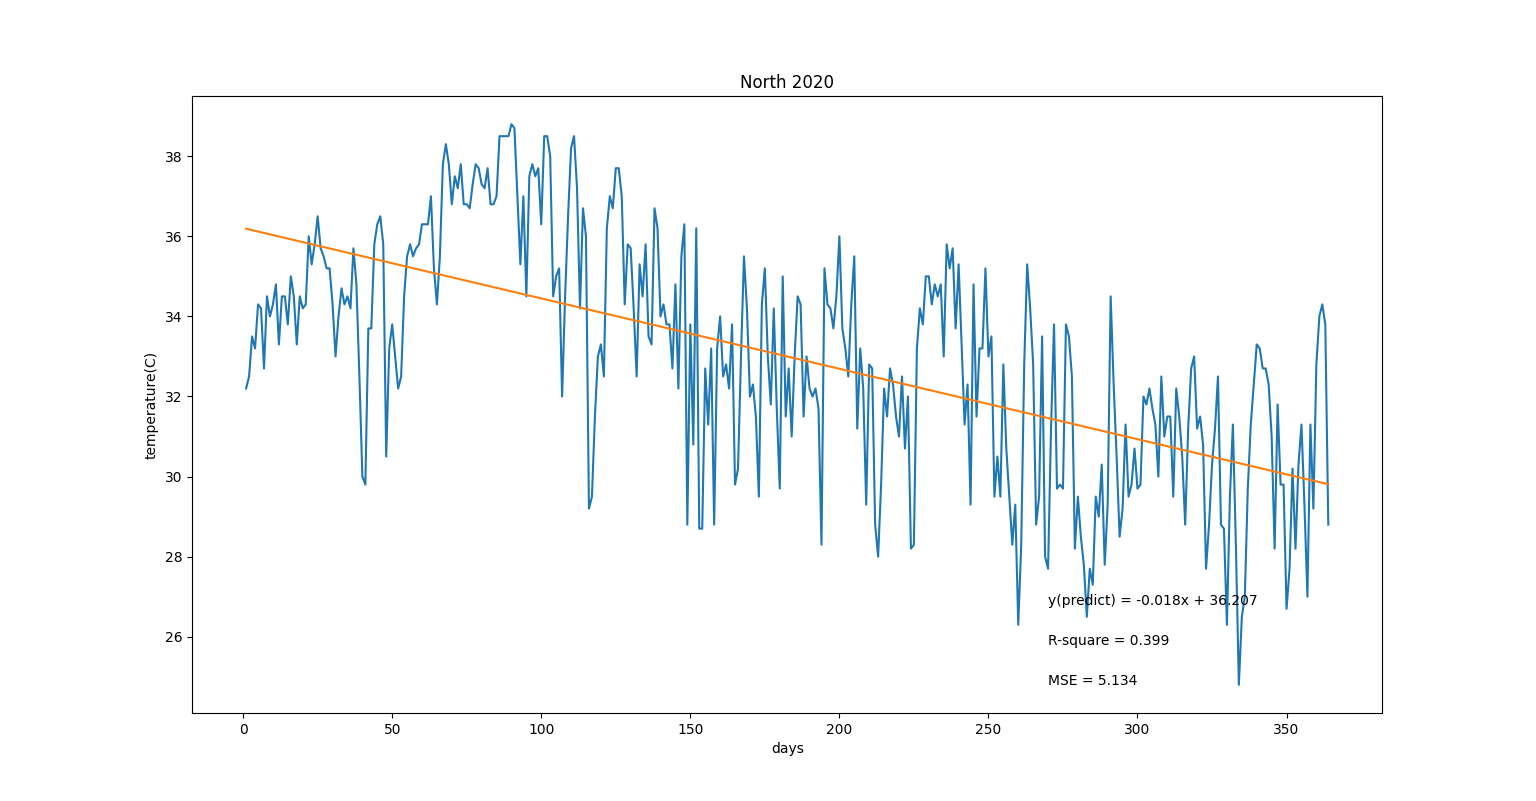 North 2020
temperature(C)
38
36
34
32
30
28
26
y(predict) = -0.018x + 36.207
R-square = 0.399
MSE = 5.134
0 50 100 150 200 250 300 350
days